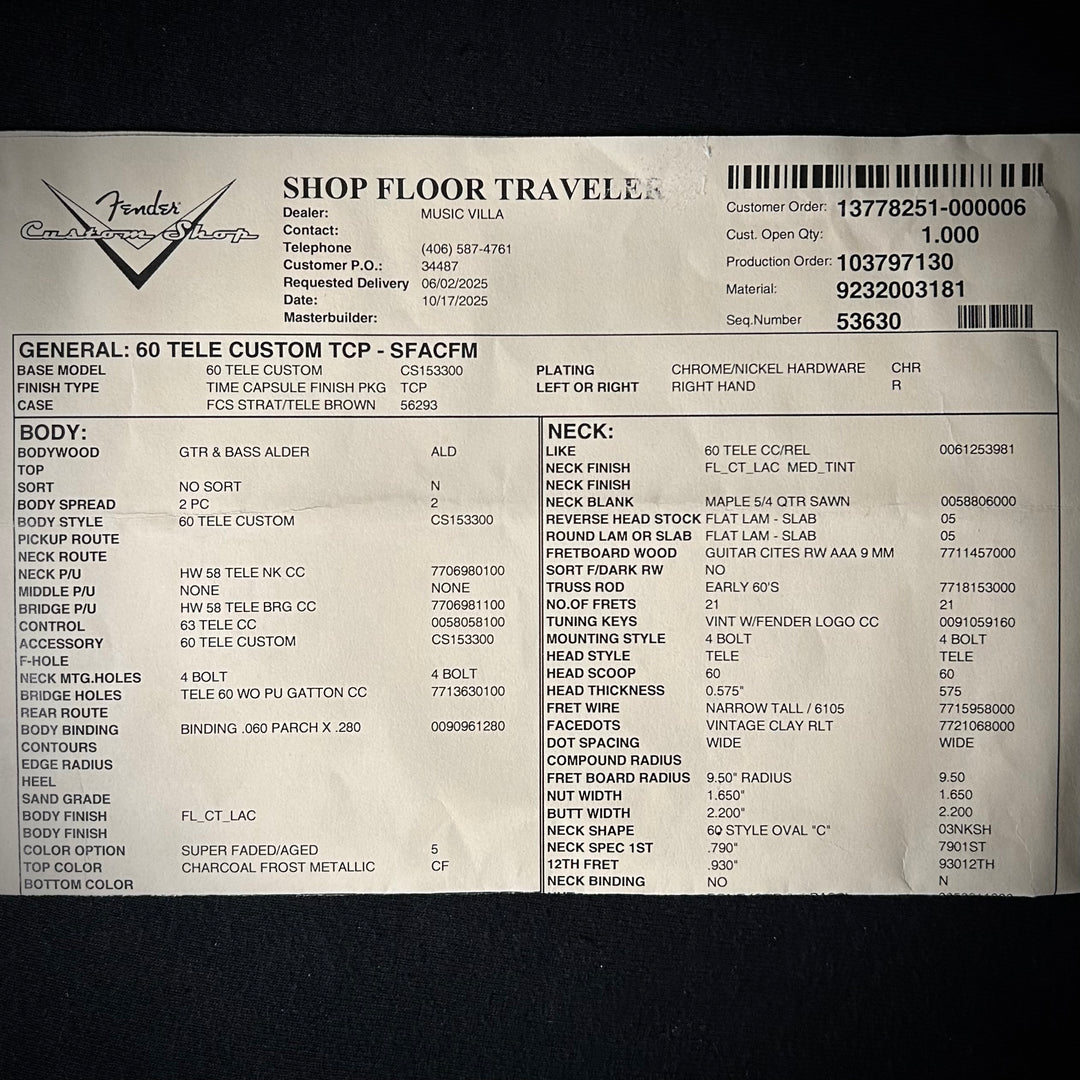 Fender
Custom Shop
SHOP FLOOR TRAVELER
Dealer: MUSIC VILLA
Contact:
Telephone (406) 587-4761
Customer P.O.: 34487
Requested Delivery 06/02/2025
Date: 10/17/2025
Masterbuilder:
Customer Order: 13778251-000006
Cust. Open Qty: 1.000
Production Order: 103797130
Material: 9232003181
Seq.Number 53630
GENERAL: 60 TELE CUSTOM TCP - SFACFM
BASE MODEL 60 TELE CUSTOM CS153300
FINISH TYPE TIME CAPSULE FINISH PKG TCP
CASE FCS STRAT/TELE BROWN 56293
PLATING CHROME/NICKEL HARDWARE CHR
LEFT OR RIGHT RIGHT HAND R
BODY:
BODYWOOD GTR & BASS ALDER ALD
TOP
SORT NO SORT N
BODY SPREAD 2 PC 2
BODY STYLE 60 TELE CUSTOM CS153300
PICKUP ROUTE
NECK ROUTE
NECK P/U HW 58 TELE NK CC 7706980100
MIDDLE P/U NONE NONE
BRIDGE P/U HW 58 TELE BRG CC 7706981100
CONTROL 63 TELE CC 0058058100
ACCESSORY 60 TELE CUSTOM CS153300
F-HOLE
NECK MTG.HOLES 4 BOLT 4 BOLT
BRIDGE HOLES TELE 60 WO PU GATTON CC 7713630100
REAR ROUTE
BODY BINDING BINDING .060 PARCH X .280 0090961280
CONTOURS
EDGE RADIUS
HEEL
SAND GRADE
BODY FINISH FL_CT_LAC
BODY FINISH
COLOR OPTION SUPER FADED/AGED 5
TOP COLOR CHARCOAL FROST METALLIC CF
BOTTOM COLOR
NECK:
LIKE 60 TELE CC/REL 0061253981
NECK FINISH FL_CT_LAC MED_TINT
NECK FINISH
NECK BLANK MAPLE 5/4 QTR SAWN 0058806000
REVERSE HEAD STOCK FLAT LAM - SLAB 05
ROUND LAM OR SLAB FLAT LAM - SLAB 05
FRETBOARD WOOD GUITAR CITES RW AAA 9 MM 7711457000
SORT F/DARK RW NO
TRUSS ROD EARLY 60'S 7718153000
NO.OF FRETS 21 21
TUNING KEYS VINT W/FENDER LOGO CC 0091059160
MOUNTING STYLE 4 BOLT 4 BOLT
HEAD STYLE TELE TELE
HEAD SCOOP 60 60
HEAD THICKNESS 0.575" 575
FRET WIRE NARROW TALL / 6105 7715958000
FACEDOTS VINTAGE CLAY RLT 7721068000
DOT SPACING WIDE WIDE
COMPOUND RADIUS
FRET BOARD RADIUS 9.50" RADIUS 9.50
NUT WIDTH 1.650" 1.650
BUTT WIDTH 2.200" 2.200
NECK SHAPE 60 STYLE OVAL "C" 03NKSH
NECK SPEC 1ST .790" 7901ST
12TH FRET .930" 93012TH
NECK BINDING NO N